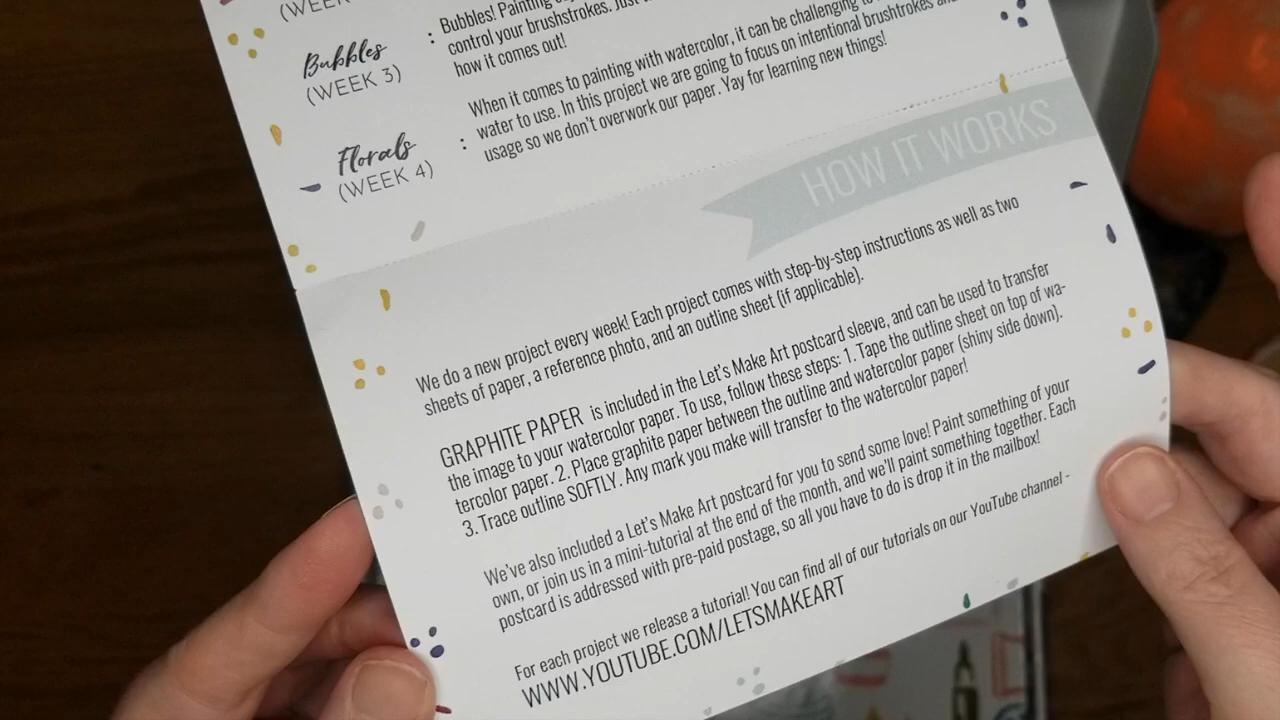 (WEEK
Bubbles
(WEEK 3)
:
Bubbles! Painting
control your brushstrokes. Just
how it comes out!
Florals
(WEEK 4)
:
When it comes to painting with watercolor, it can be challenging to
water to use. In this project we are going to focus on intentional brushtrokes and
usage so we don't overwork our paper. Yay for learning new things!
HOW IT WORKS
We do a new project every week! Each project comes with step-by-step instructions as well as two
sheets of paper, a reference photo, and an outline sheet (if applicable).
GRAPHITE PAPER is included in the Let's Make Art postcard sleeve, and can be used to transfer
the image to your watercolor paper. To use, follow these steps: 1. Tape the outline sheet on top of wa-
tercolor paper. 2. Place graphite paper between the outline and watercolor paper (shiny side down).
3. Trace outline SOFTLY. Any mark you make will transfer to the watercolor paper!
We've also included a Let's Make Art postcard for you to send some love! Paint something of your
own, or join us in a mini-tutorial at the end of the month, and we'll paint something together. Each
postcard is addressed with pre-paid postage, so all you have to do is drop it in the mailbox!
For each project we release a tutorial! You can find all of our tutorials on our YouTube channel -
WWW.YOUTUBE.COM/LETSMAKEART